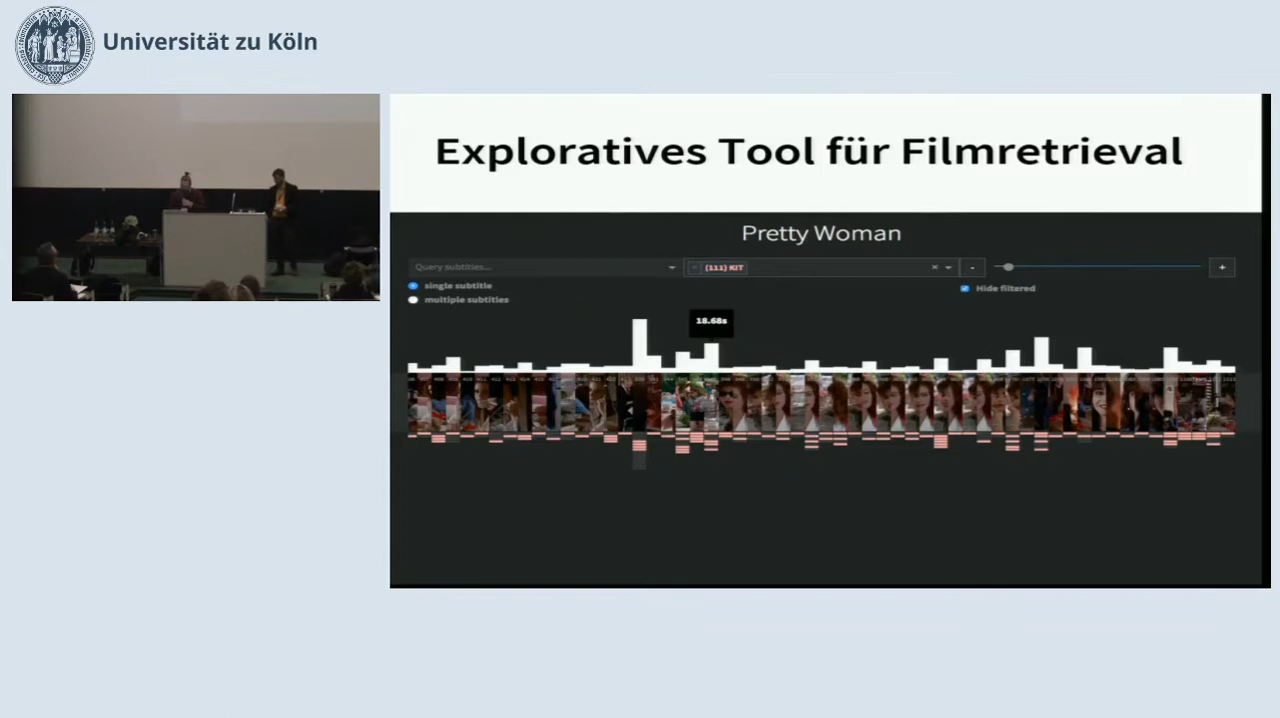 Universität zu Köln
Exploratives Tool für Filmretrieval
Pretty Woman
Query subtitles...
(111) KIT
-
+
single subtitle
multiple subtitles
Hide filtered
18.68s